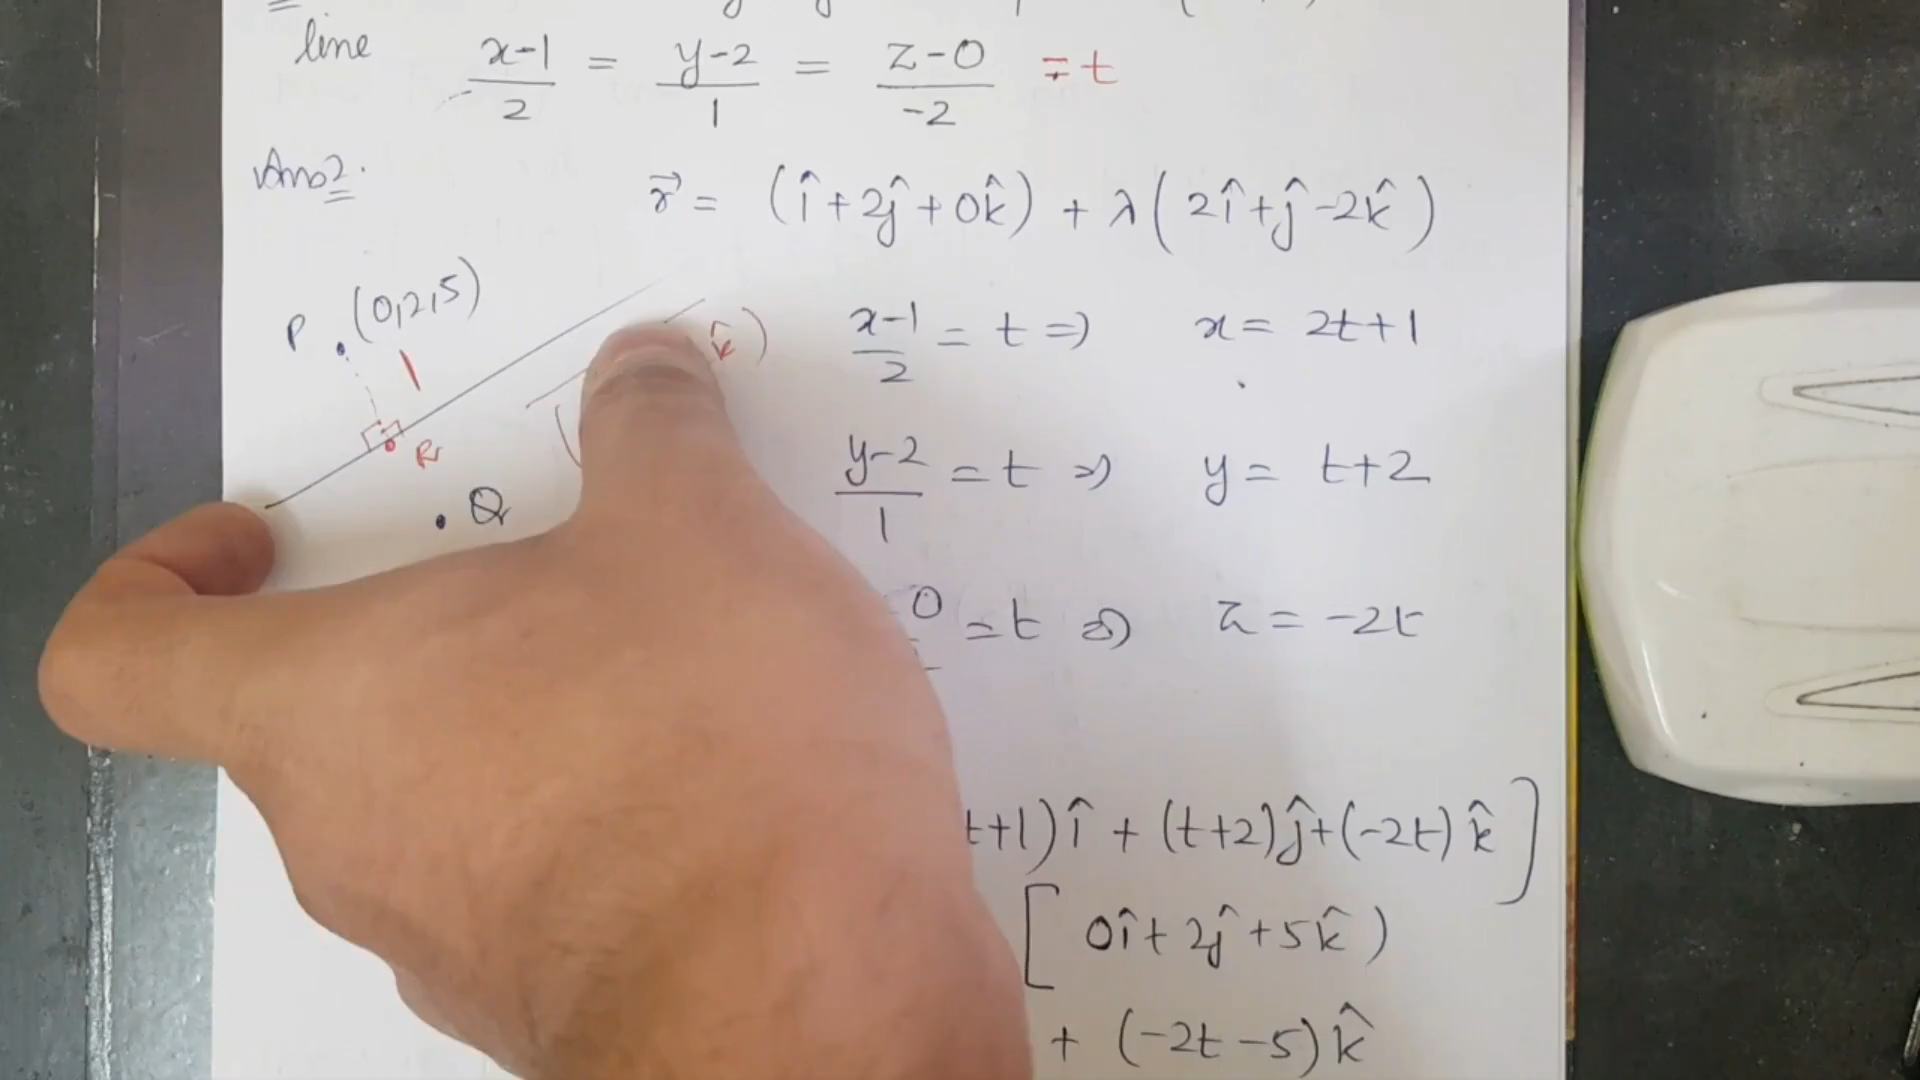 line x-1/2 = y-2/1 = z-0/-2 = t
Ans2.
r⃗ = (î + 2ĵ + 0k̂) + λ(2î + ĵ - 2k̂)
P (0,2,5)
x-1/2 = t ⇒ x = 2t+1
k̂)
R
y-2/1 = t ⇒ y = t+2
Q
0 = t ⇒ z = -2t
t+1)î + (t+2)ĵ + (-2t)k̂]
[0î + 2ĵ + 5k̂)
+ (-2t-5)k̂